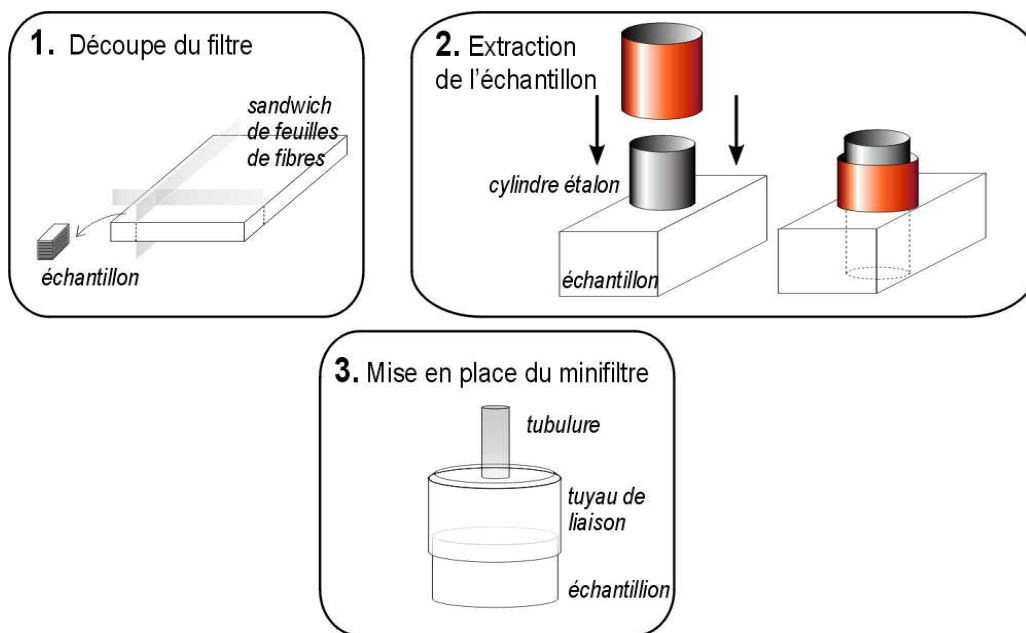 1. Découpe du filtre
sandwich
de feuilles
de fibres
échantillon
2. Extraction
de l'échantillon
cylindre étalon
échantillon
3. Mise en place du minifiltre
tubulure
tuyau de
liaison
échantillion